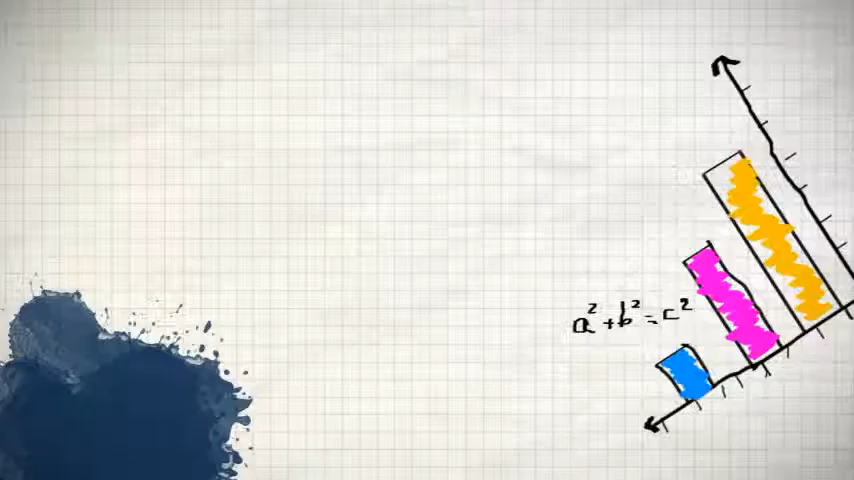 a² + b² = c²